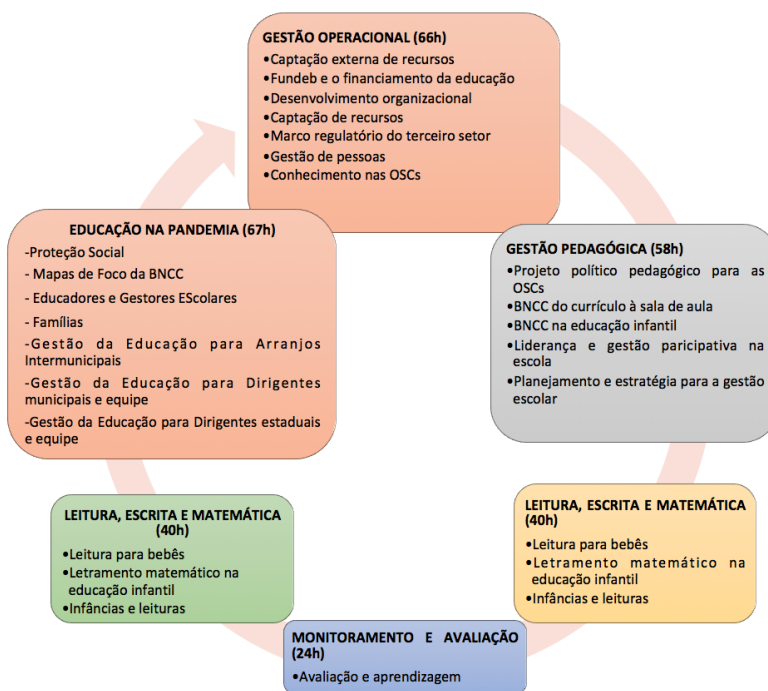 GESTÃO OPERACIONAL (66h)
•Captação externa de recursos
•Fundeb e o financiamento da educação
•Desenvolvimento organizacional
•Captação de recursos
•Marco regulatório do terceiro setor
•Gestão de pessoas
•Conhecimento nas OSCs
EDUCAÇÃO NA PANDEMIA (67h)
-Proteção Social
- Mapas de Foco da BNCC
- Educadores e Gestores EScolares
- Famílias
-Gestão da Educação para Arranjos
Intermunicipais
-Gestão da Educação para Dirigentes
municipais e equipe
-Gestão da Educação para Dirigentes estaduais
e equipe
GESTÃO PEDAGÓGICA (58h)
•Projeto político pedagógico para as
OSCs
•BNCC do currículo à sala de aula
•BNCC na educação infantil
•Liderança e gestão paricipativa na
escola
•Planejamento e estratégia para a gestão
escolar
LEITURA, ESCRITA E MATEMÁTICA
(40h)
•Leitura para bebês
•Letramento matemático na
educação infantil
•Infâncias e leituras
LEITURA, ESCRITA E MATEMÁTICA
(40h)
•Leitura para bebês
•Letramento matemático na
educação infantil
•Infâncias e leituras
MONITORAMENTO E AVALIAÇÃO
(24h)
•Avaliação e aprendizagem